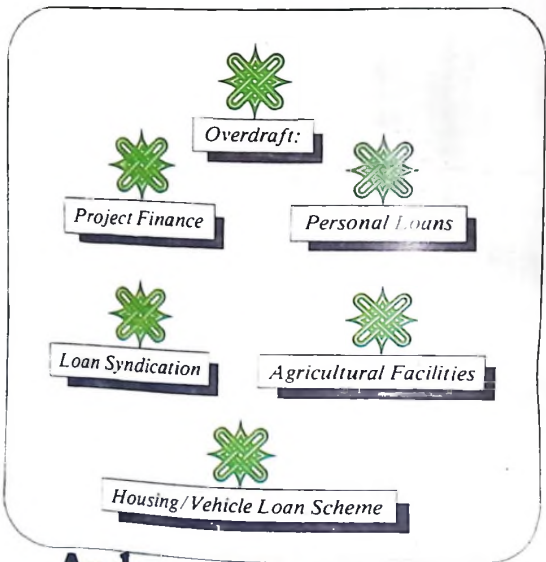 Overdraft:
Project Finance
Personal Loans
Loan Syndication
Agricultural Facilities
Housing/Vehicle Loan Scheme